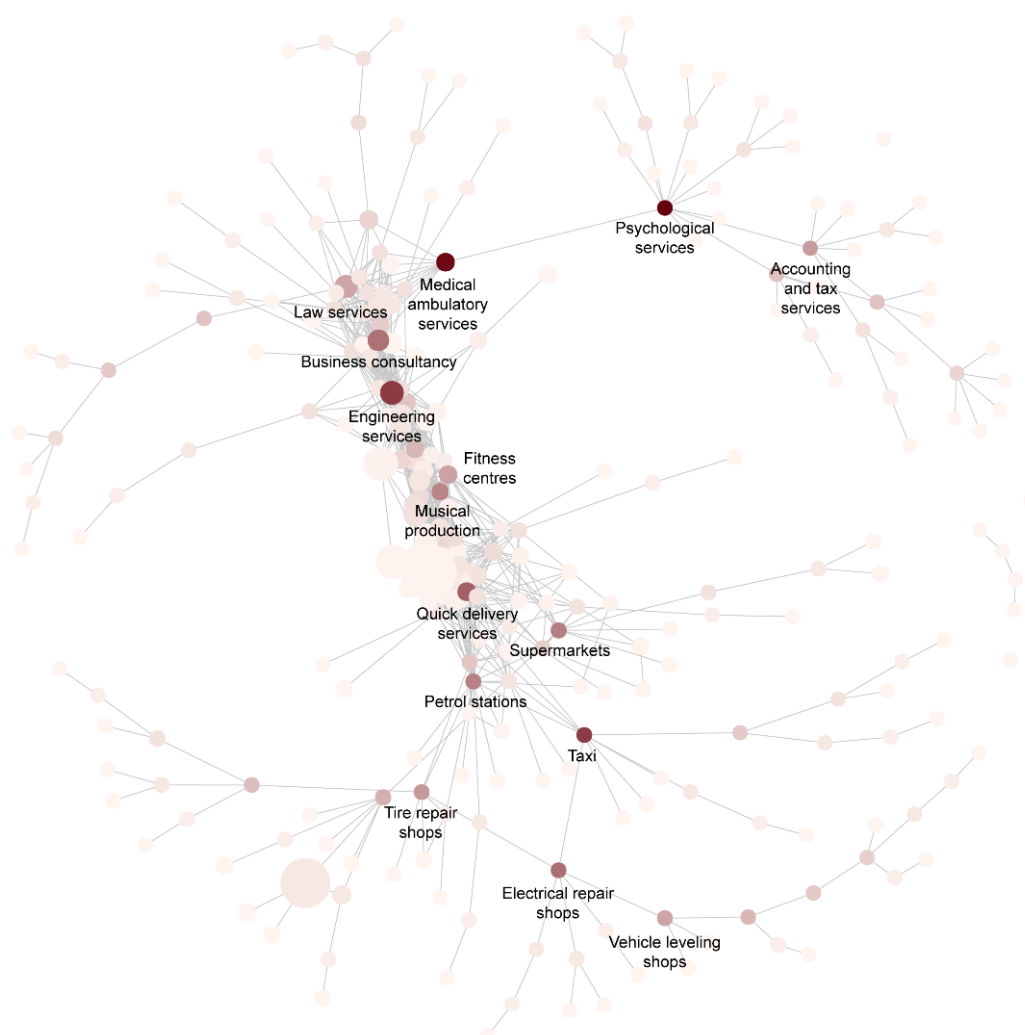 Psychological
services
Accounting
and tax
services
Medical
ambulatory
services
Law services
Business consultancy
Engineering
services
Fitness
centres
Musical
production
Quick delivery
services
Supermarkets
Petrol stations
Taxi
Tire repair
shops
Electrical repair
shops
Vehicle leveling
shops